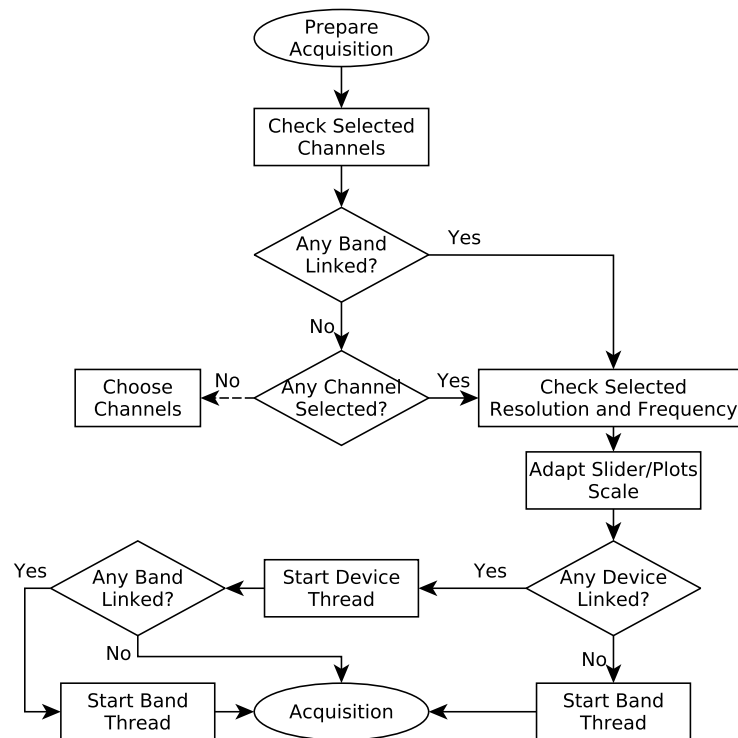 Prepare
Acquisition
Check Selected
Channels
Any Band
Linked?
Yes
No
Choose
Channels
No
Any Channel
Selected?
Yes
Check Selected
Resolution and Frequency
Adapt Slider/Plots
Scale
Yes
Any Band
Linked?
Start Device
Thread
Yes
Any Device
Linked?
No
No
Start Band
Thread
Acquisition
Start Band
Thread